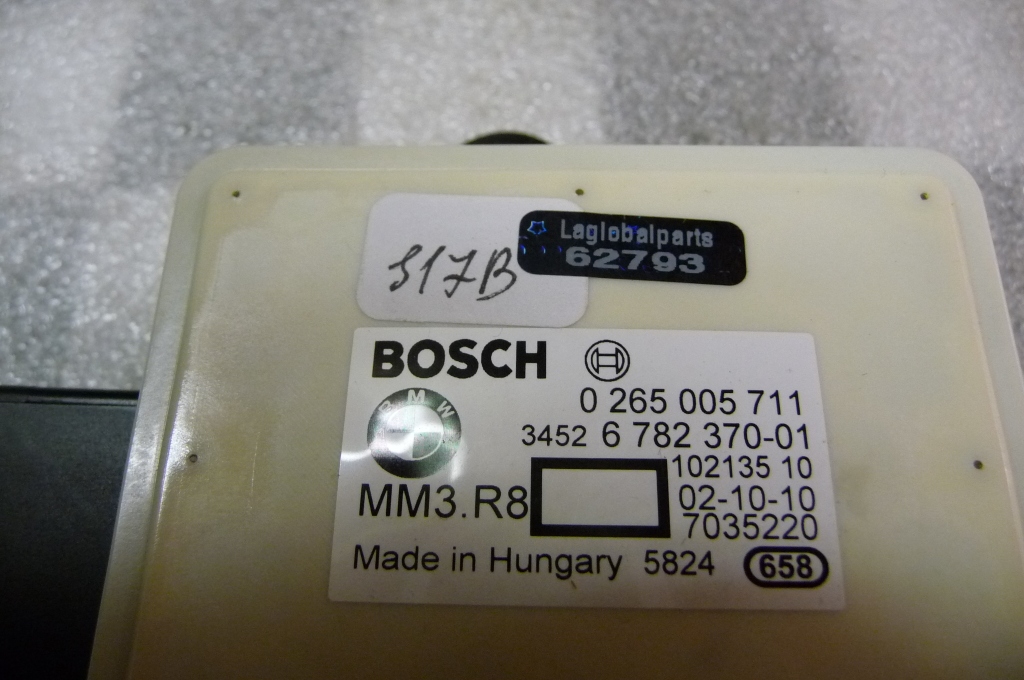 Laglobalparts
62793
S17B
BOSCH
BMW
0 265 005 711
3452 6 782 370-01
102135 10
MM3.R8
02-10-10
7035220
Made in Hungary 5824 658